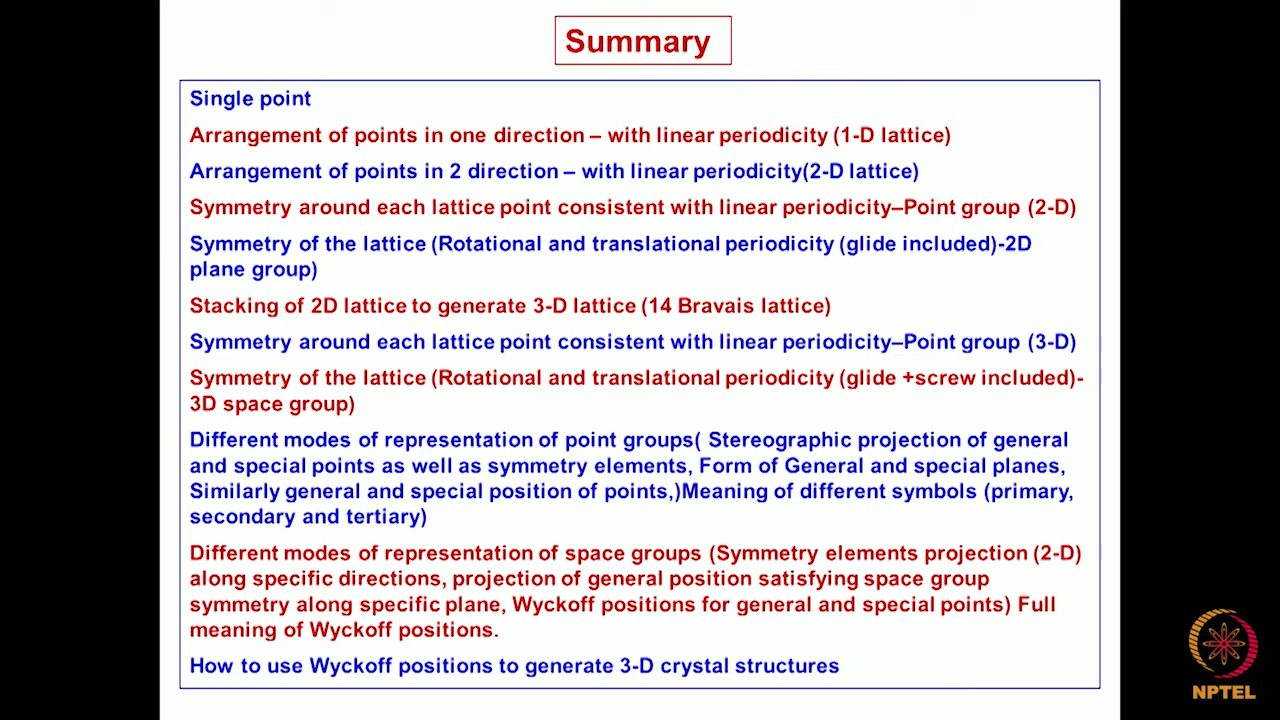 Summary
Single point
Arrangement of points in one direction – with linear periodicity (1-D lattice)
Arrangement of points in 2 direction – with linear periodicity(2-D lattice)
Symmetry around each lattice point consistent with linear periodicity–Point group (2-D)
Symmetry of the lattice (Rotational and translational periodicity (glide included)-2D
plane group)
Stacking of 2D lattice to generate 3-D lattice (14 Bravais lattice)
Symmetry around each lattice point consistent with linear periodicity–Point group (3-D)
Symmetry of the lattice (Rotational and translational periodicity (glide +screw included)-
3D space group)
Different modes of representation of point groups( Stereographic projection of general
and special points as well as symmetry elements, Form of General and special planes,
Similarly general and special position of points,)Meaning of different symbols (primary,
secondary and tertiary)
Different modes of representation of space groups (Symmetry elements projection (2-D)
along specific directions, projection of general position satisfying space group
symmetry along specific plane, Wyckoff positions for general and special points) Full
meaning of Wyckoff positions.
How to use Wyckoff positions to generate 3-D crystal structures
NPTEL